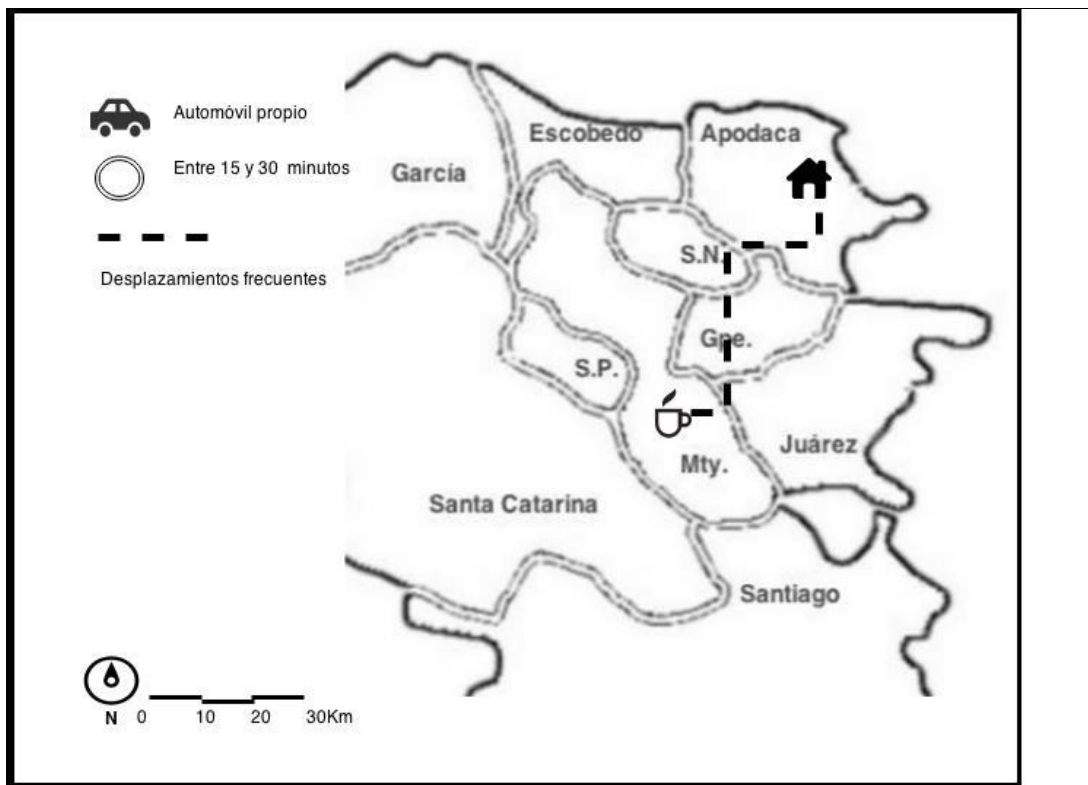 Automóvil propio
Entre 15 y 30 minutos
Desplazamientos frecuentes
Escobedo
Apodaca
García
S.N.
Gpe.
S.P.
Juárez
Mty.
Santa Catarina
Santiago
N 0 10 20 30Km